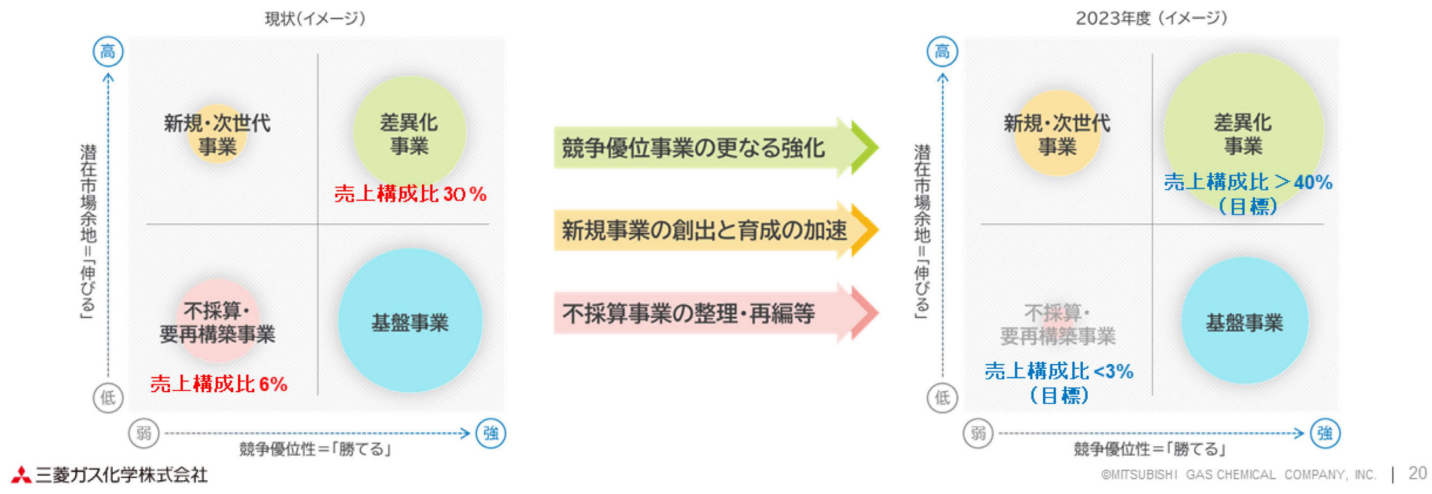 現状(イメージ)
高
潜在市場余地＝「伸びる」
低
新規・次世代
事業
差異化
事業
売上構成比 30%
不採算・
要再構築事業
売上構成比 6%
基盤事業
弱
強
競争優位性＝「勝てる」
競争優位事業の更なる強化
新規事業の創出と育成の加速
不採算事業の整理・再編等
2023年度 (イメージ)
高
潜在市場余地＝「伸びる」
低
新規・次世代
事業
差異化
事業
売上構成比＞40%
(目標)
不採算・
要再構築事業
売上構成比<3%
(目標)
基盤事業
弱
強
競争優位性＝「勝てる」
三菱ガス化学株式会社
©MITSUBISHI GAS CHEMICAL COMPANY, INC. | 20